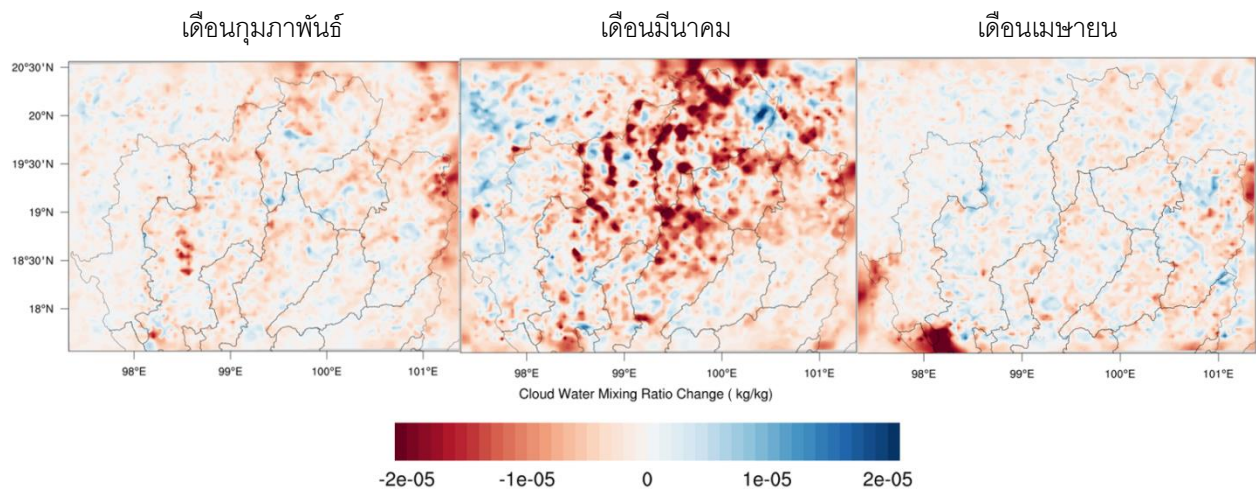 เดือนกุมภาพันธ์ เดือนมีนาคม เดือนเมษายน
20°30'N
20°N
19°30'N
19°N
18°30'N
18°N
98°E 99°E 100°E 101°E 98°E 99°E 100°E 101°E 98°E 99°E 100°E 101°E
Cloud Water Mixing Ratio Change ( kg/kg)
-2e-05 -1e-05 0 1e-05 2e-05